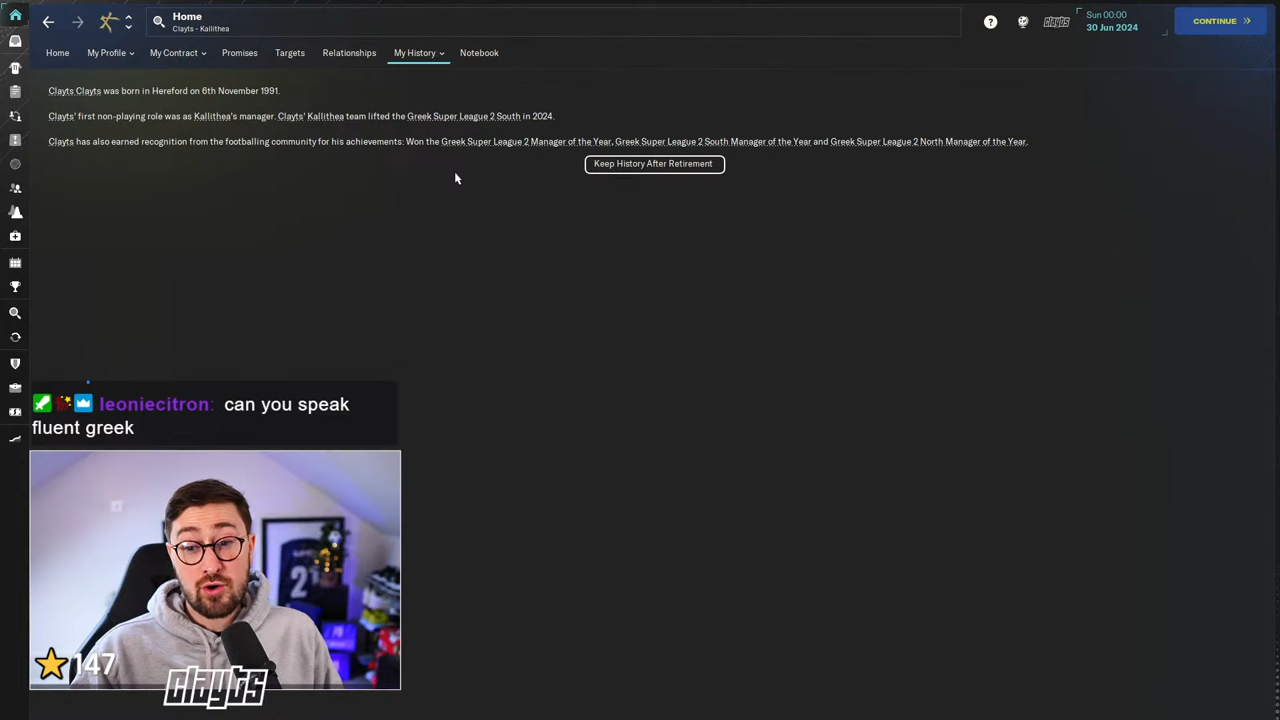 Home
Clayts - Kallithea
Sun 00:00
30 Jun 2024
CONTINUE
Home My Profile My Contract Promises Targets Relationships My History Notebook
Clayts Clayts was born in Hereford on 6th November 1991.
Clayts' first non-playing role was as Kallithea's manager. Clayts' Kallithea team lifted the Greek Super League 2 South in 2024.
Clayts has also earned recognition from the footballing community for his achievements: Won the Greek Super League 2 Manager of the Year, Greek Super League 2 South Manager of the Year and Greek Super League 2 North Manager of the Year.
Keep History After Retirement
leoniecitron: can you speak
fluent greek
147
clayts